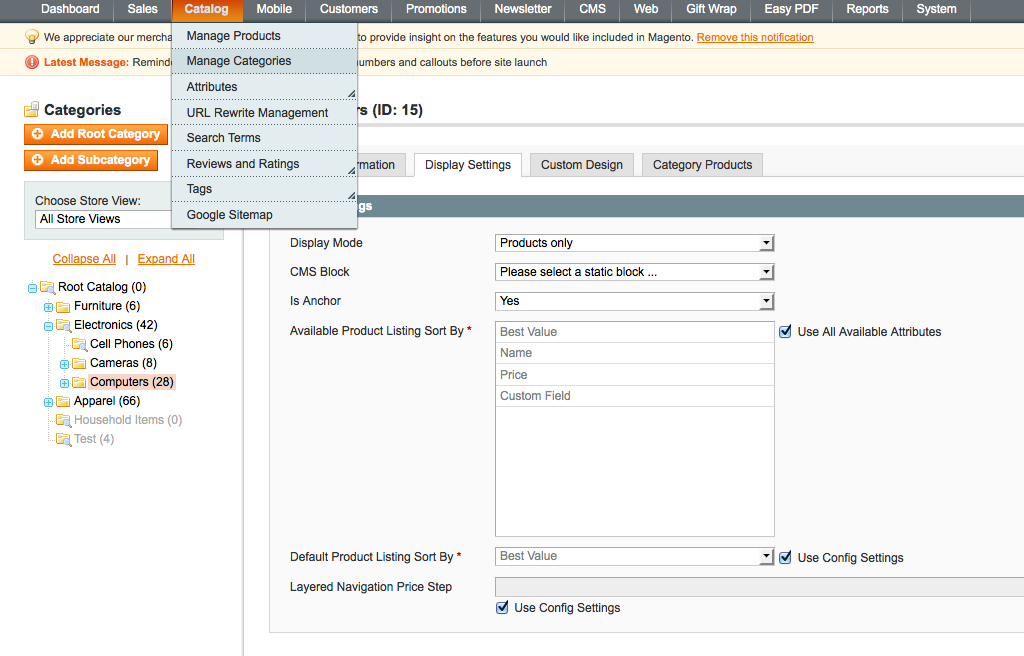 Dashboard Sales Catalog Mobile Customers Promotions Newsletter CMS Web Gift Wrap Easy PDF Reports System
We appreciate our mercha to provide insight on the features you would like included in Magento. Remove this notification
Latest Message: Remind umbers and callouts before site launch
Manage Products
Manage Categories
Attributes
URL Rewrite Management
Search Terms
Reviews and Ratings
Tags
Google Sitemap
Categories
Add Root Category
Add Subcategory
Choose Store View:
All Store Views
Collapse All | Expand All
Root Catalog (0)
Furniture (6)
Electronics (42)
Cell Phones (6)
Cameras (8)
Computers (28)
Apparel (66)
Household Items (0)
Test (4)
rs (ID: 15)
rmation Display Settings Custom Design Category Products
gs
Display Mode Products only
CMS Block Please select a static block ...
Is Anchor Yes
Available Product Listing Sort By * Best Value Use All Available Attributes
Name
Price
Custom Field
Default Product Listing Sort By * Best Value Use Config Settings
Layered Navigation Price Step
Use Config Settings